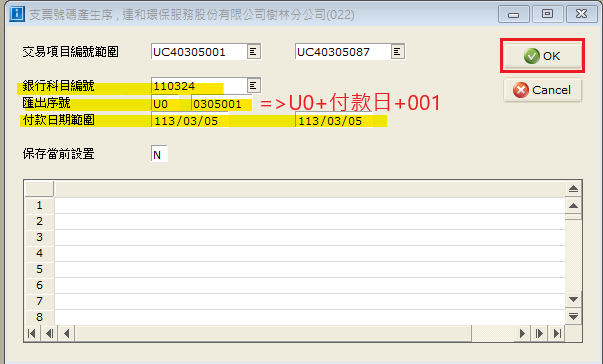 支票號碼產生序 , 達和環保服務股份有限公司樹林分公司(022)
交易項目編號範圍 UC40305001 UC40305087 OK
銀行科目編號 110324 Cancel
匯出序號 U0 0305001 =>U0+付款日+001
付款日期範圍 113/03/05 113/03/05
保存當前設置 N
1
2
3
4
5
6
7
8